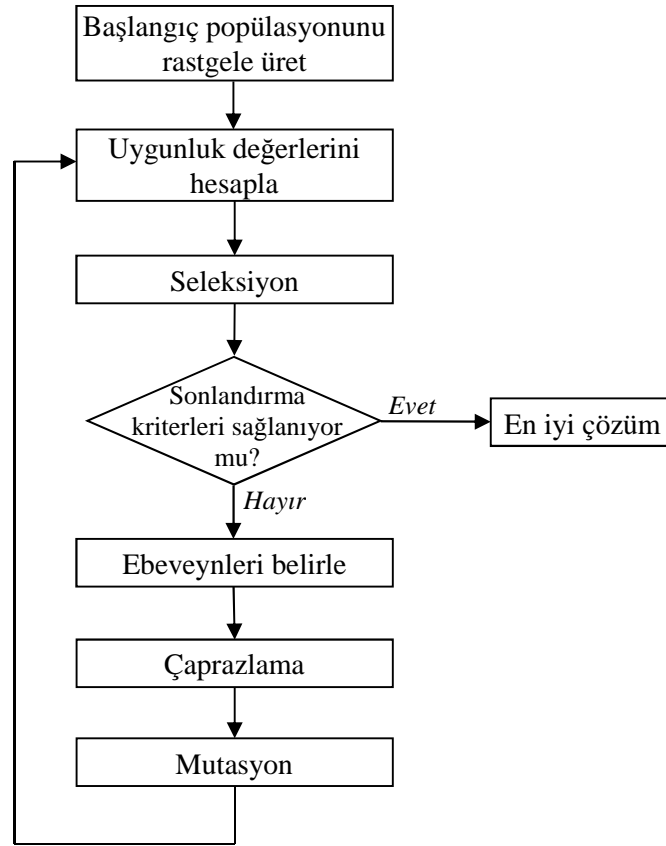 Başlangıç popülasyonunu
rastgele üret
Uygunluk değerlerini
hesapla
Seleksiyon
Sonlandırma
kriterleri sağlanıyor
mu?
Evet
En iyi çözüm
Hayır
Ebeveynleri belirle
Çaprazlama
Mutasyon